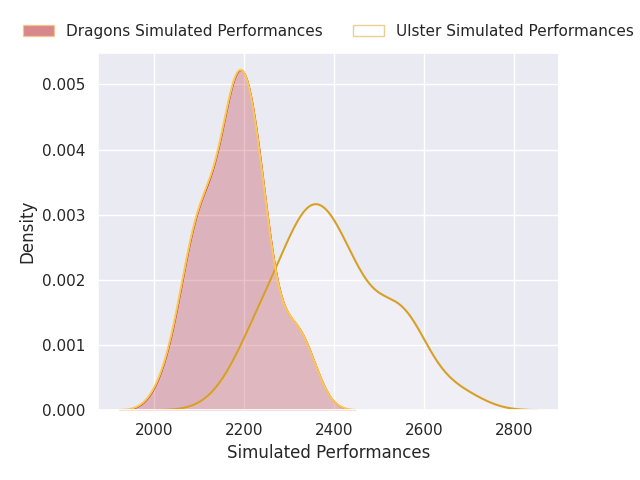 Dragons Simulated Performances
Ulster Simulated Performances
0.005
0.004
0.003
0.002
0.001
0.000
Density
2000
2200
2400
2600
2800
Simulated Performances